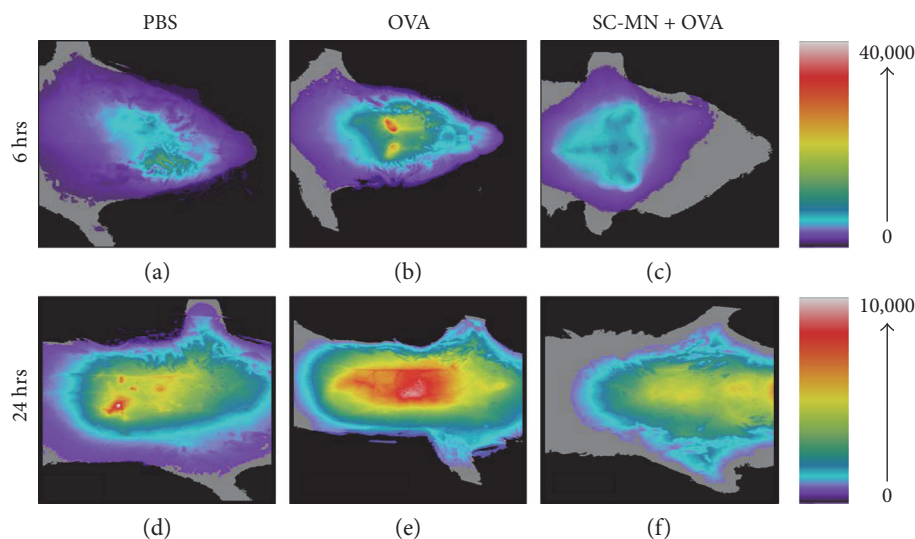 PBS OVA SC-MN + OVA
6 hrs
40,000
0
(a) (b) (c)
24 hrs
10,000
0
(d) (e) (f)